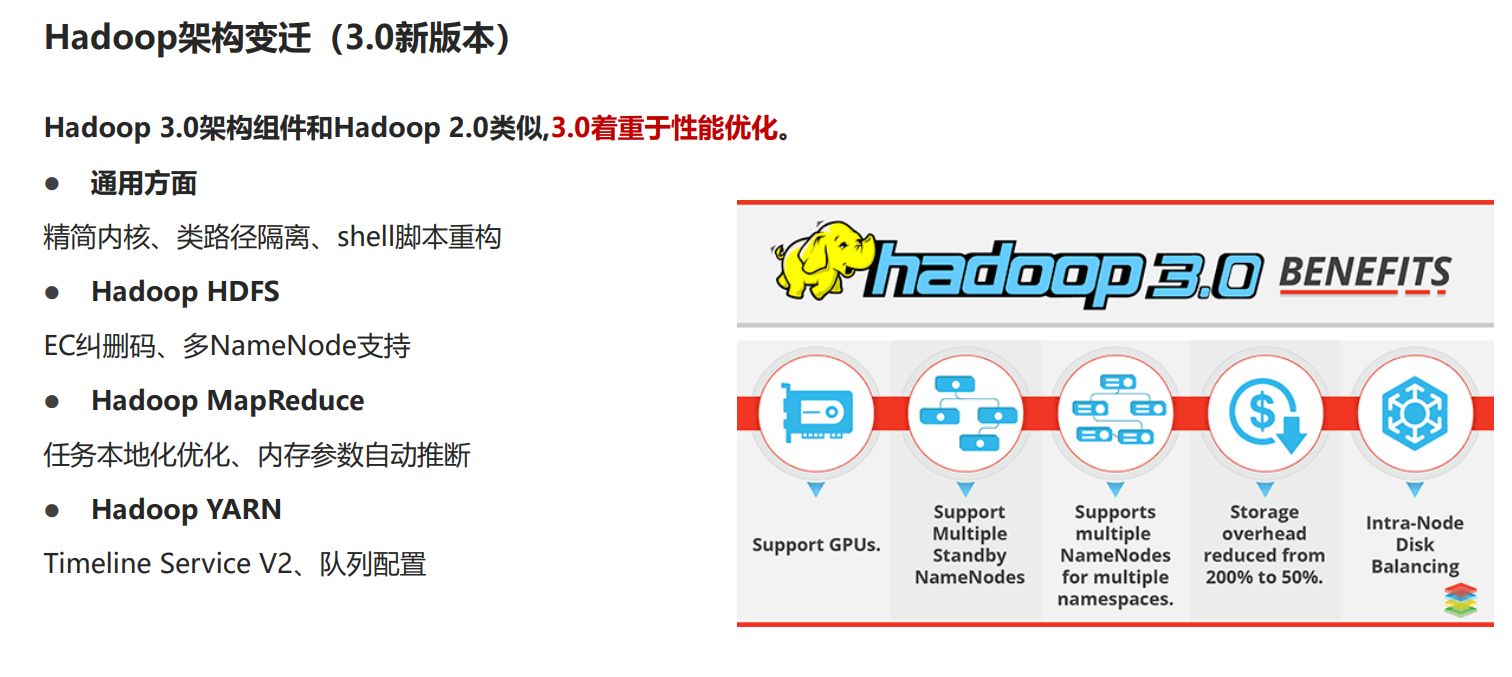 Hadoop架构变迁（3.0新版本）
Hadoop 3.0架构组件和Hadoop 2.0类似,3.0着重于性能优化。
● 通用方面
精简内核、类路径隔离、shell脚本重构
● Hadoop HDFS
EC纠删码、多NameNode支持
● Hadoop MapReduce
任务本地化优化、内存参数自动推断
● Hadoop YARN
Timeline Service V2、队列配置
hadoop 3.0 BENEFITS
Support GPUs.
Support
Multiple
Standby
NameNodes
Supports
multiple
NameNodes
for multiple
namespaces.
Storage
overhead
reduced from
200% to 50%.
Intra-Node
Disk
Balancing